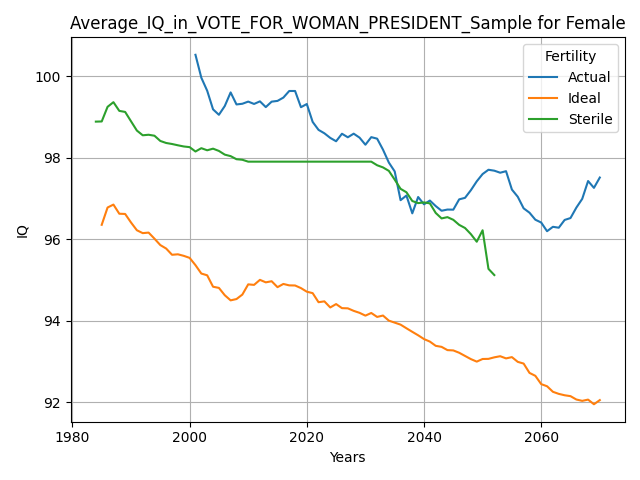 Average_IQ_in_VOTE_FOR_WOMAN_PRESIDENT_Sample for Female
Fertility
Actual
Ideal
Sterile
IQ
100
98
96
94
92
1980
2000
2020
2040
2060
Years